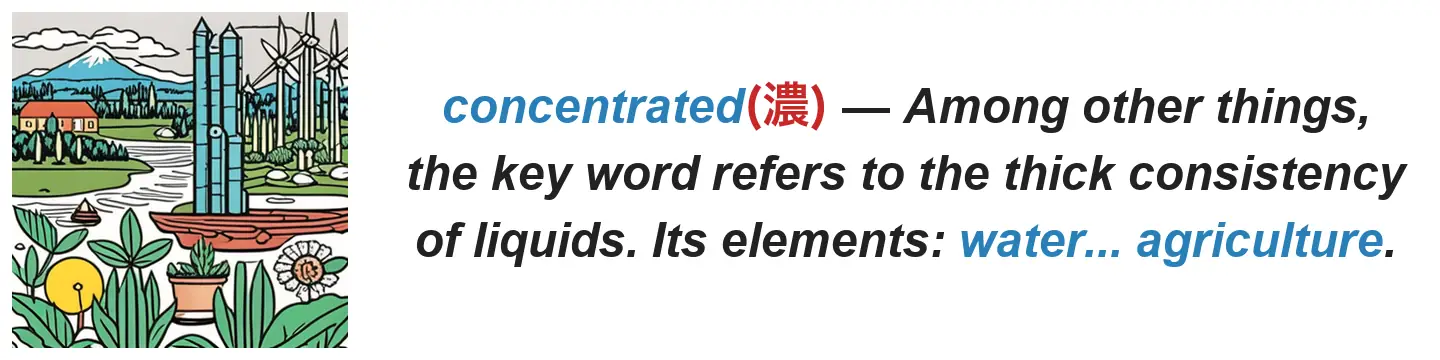 concentrated(濃) — Among other things,
the key word refers to the thick consistency
of liquids. Its elements: water... agriculture.